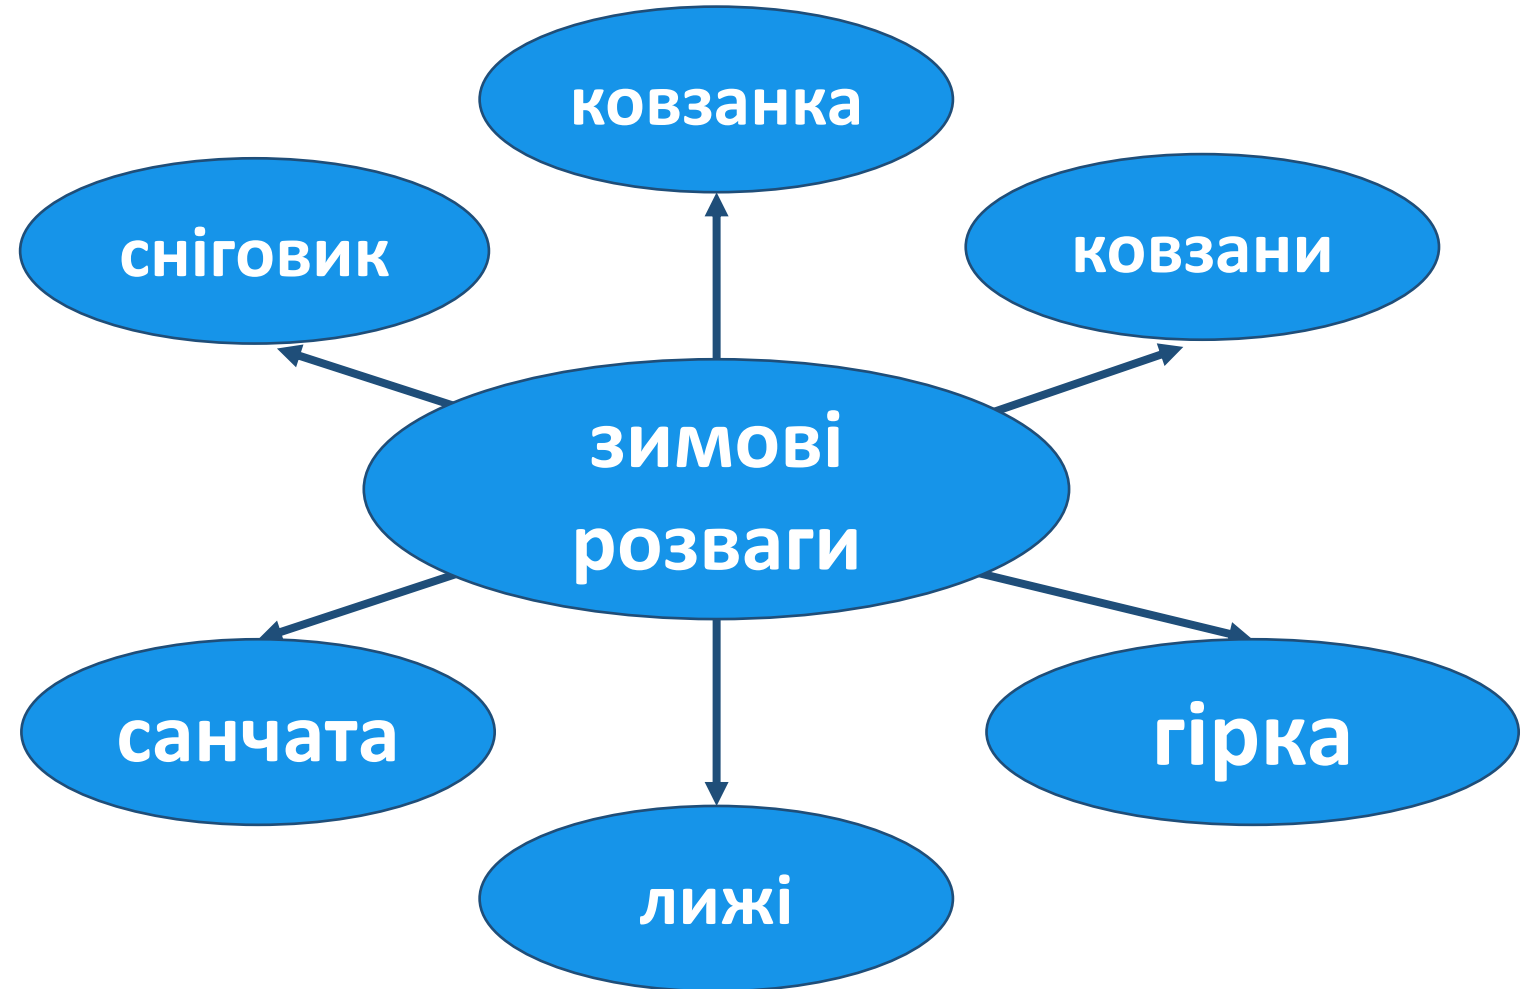 ковзанка
сніговик
ковзани
зимові
розваги
санчата
гірка
лижі